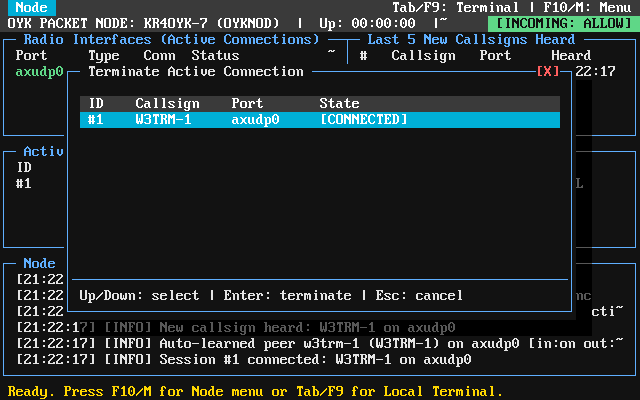 Node Tab/F9: Terminal | F10/M: Menu
OYK PACKET NODE: KR4OYK-7 (OYKNOD) | Up: 00:00:00 |~ [INCOMING: ALLOW]
Radio Interfaces (Active Connections) Last 5 New Callsigns Heard
Port Type Conn Status ~ # Callsign Port Heard
axudp0 22:17
Terminate Active Connection [X]
ID Callsign Port State
#1 W3TRM-1 axudp0 [CONNECTED]
Up/Down: select | Enter: terminate | Esc: cancel
Activ
ID
#1 L
Node
[21:22
[21:22 nc
[21:22 cti~
[21:22:17] [INFO] New callsign heard: W3TRM-1 on axudp0
[21:22:17] [INFO] Auto-learned peer w3trm-1 (W3TRM-1) on axudp0 [in:on out:~
[21:22:17] [INFO] Session #1 connected: W3TRM-1 on axudp0
Ready. Press F10/M for Node menu or Tab/F9 for Local Terminal.